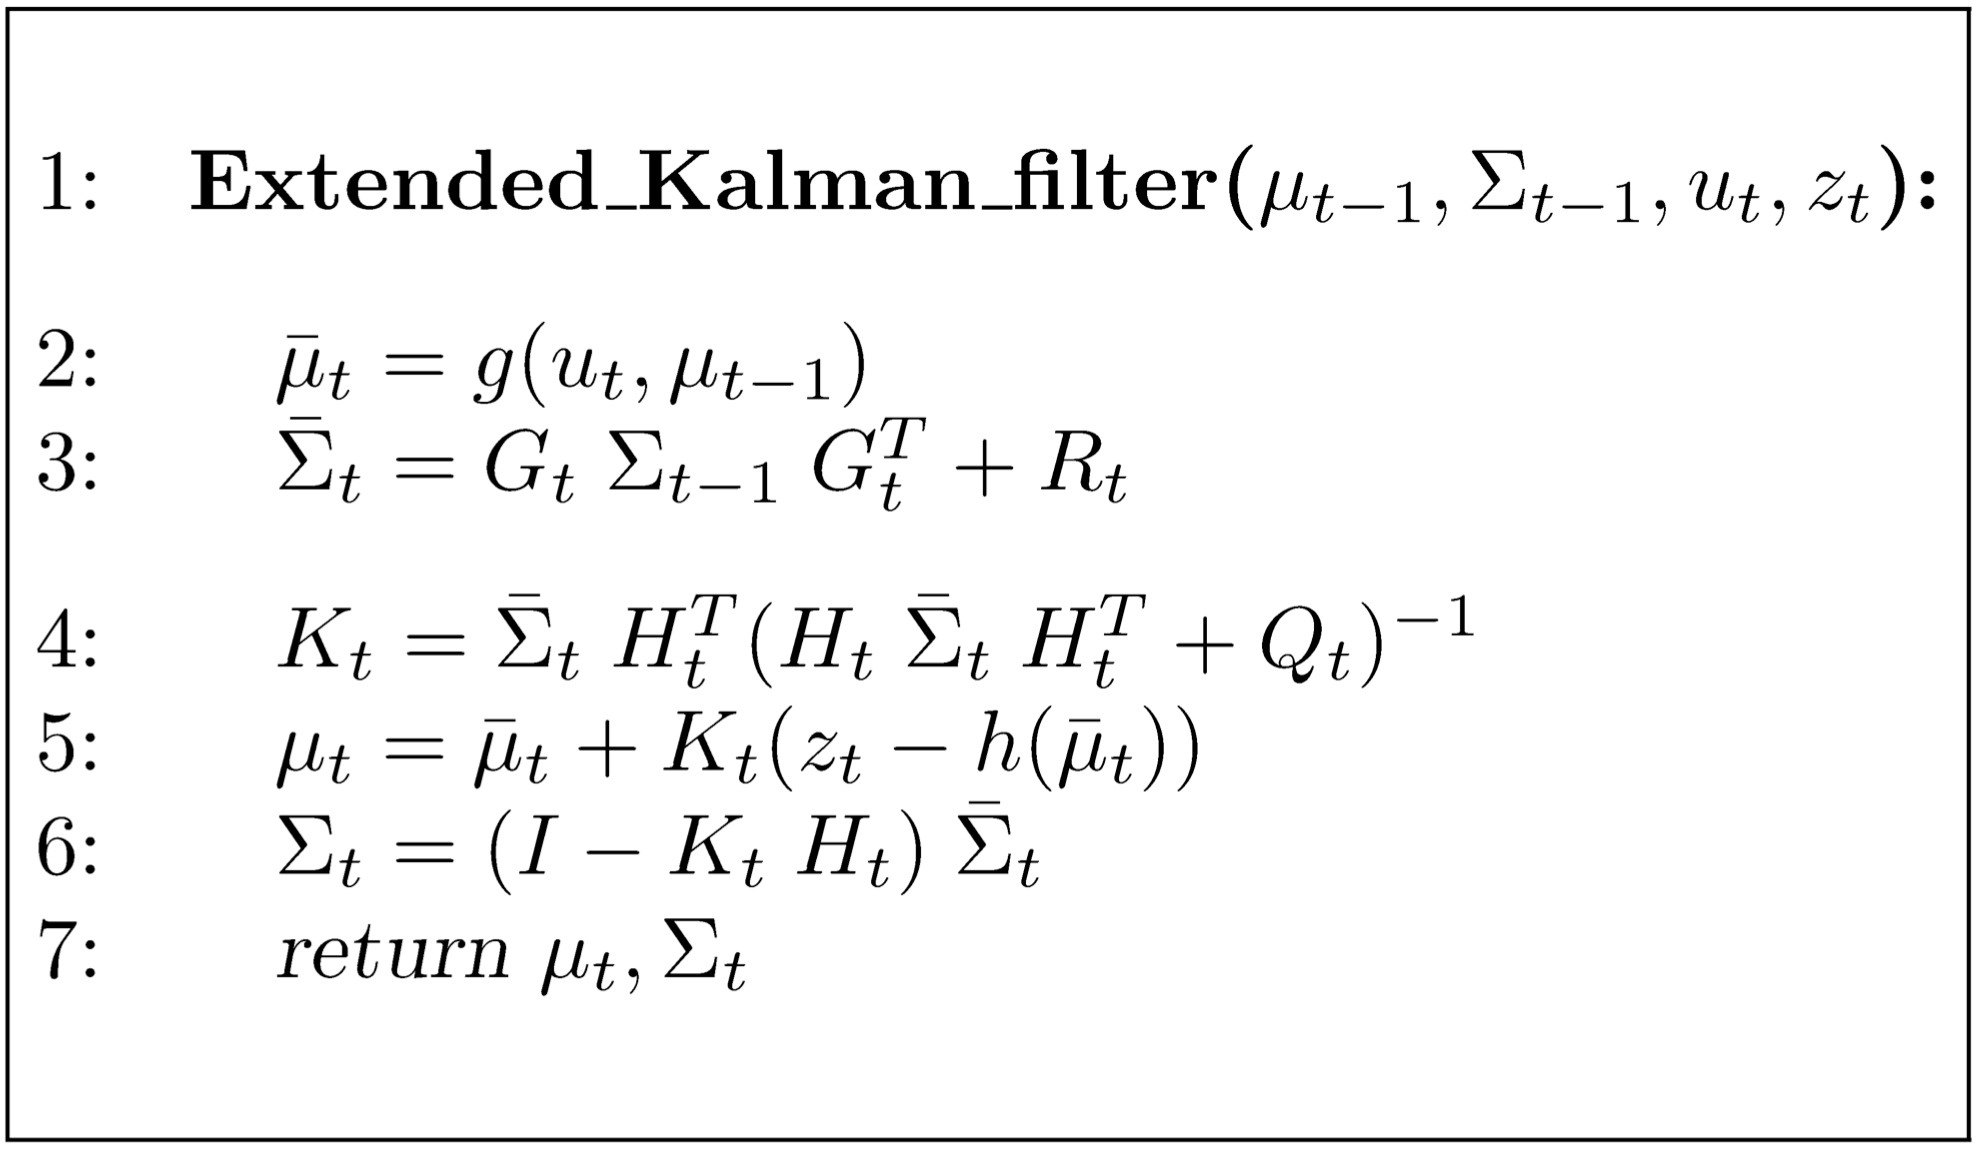 1: Extended_Kalman_filter(μ_{t−1}, Σ_{t−1}, u_t, z_t):
2: μ̄_t = g(u_t, μ_{t−1})
3: Σ̄_t = G_t Σ_{t−1} G_t^T + R_t
4: K_t = Σ̄_t H_t^T (H_t Σ̄_t H_t^T + Q_t)^{−1}
5: μ_t = μ̄_t + K_t(z_t − h(μ̄_t))
6: Σ_t = (I − K_t H_t) Σ̄_t
7: return μ_t, Σ_t